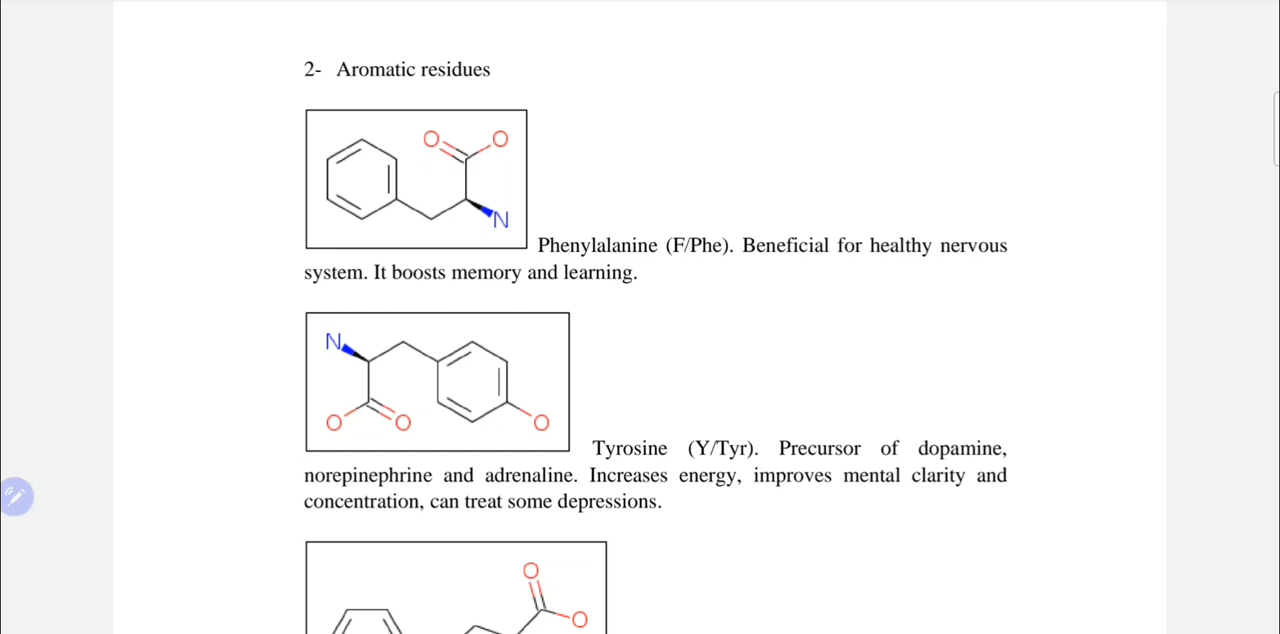 2- Aromatic residues
O O
N
Phenylalanine (F/Phe). Beneficial for healthy nervous
system. It boosts memory and learning.
N
O O O
Tyrosine (Y/Tyr). Precursor of dopamine,
norepinephrine and adrenaline. Increases energy, improves mental clarity and
concentration, can treat some depressions.
O
O